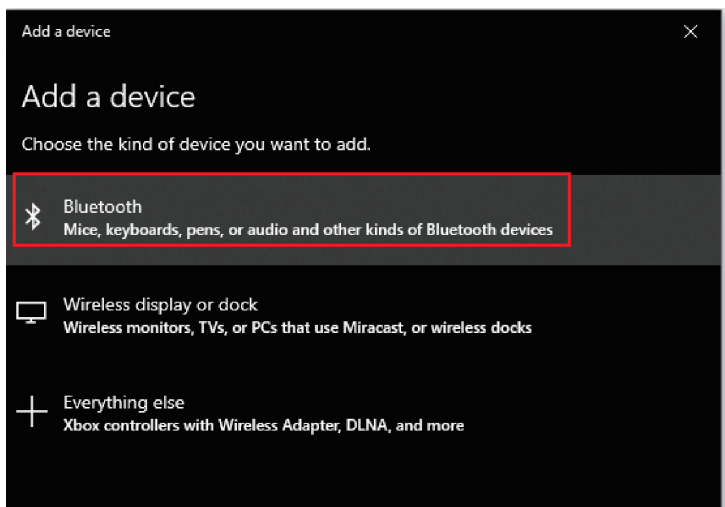 Add a device
Add a device
Choose the kind of device you want to add.
Bluetooth
Mice, keyboards, pens, or audio and other kinds of Bluetooth devices
Wireless display or dock
Wireless monitors, TVs, or PCs that use Miracast, or wireless docks
Everything else
Xbox controllers with Wireless Adapter, DLNA, and more